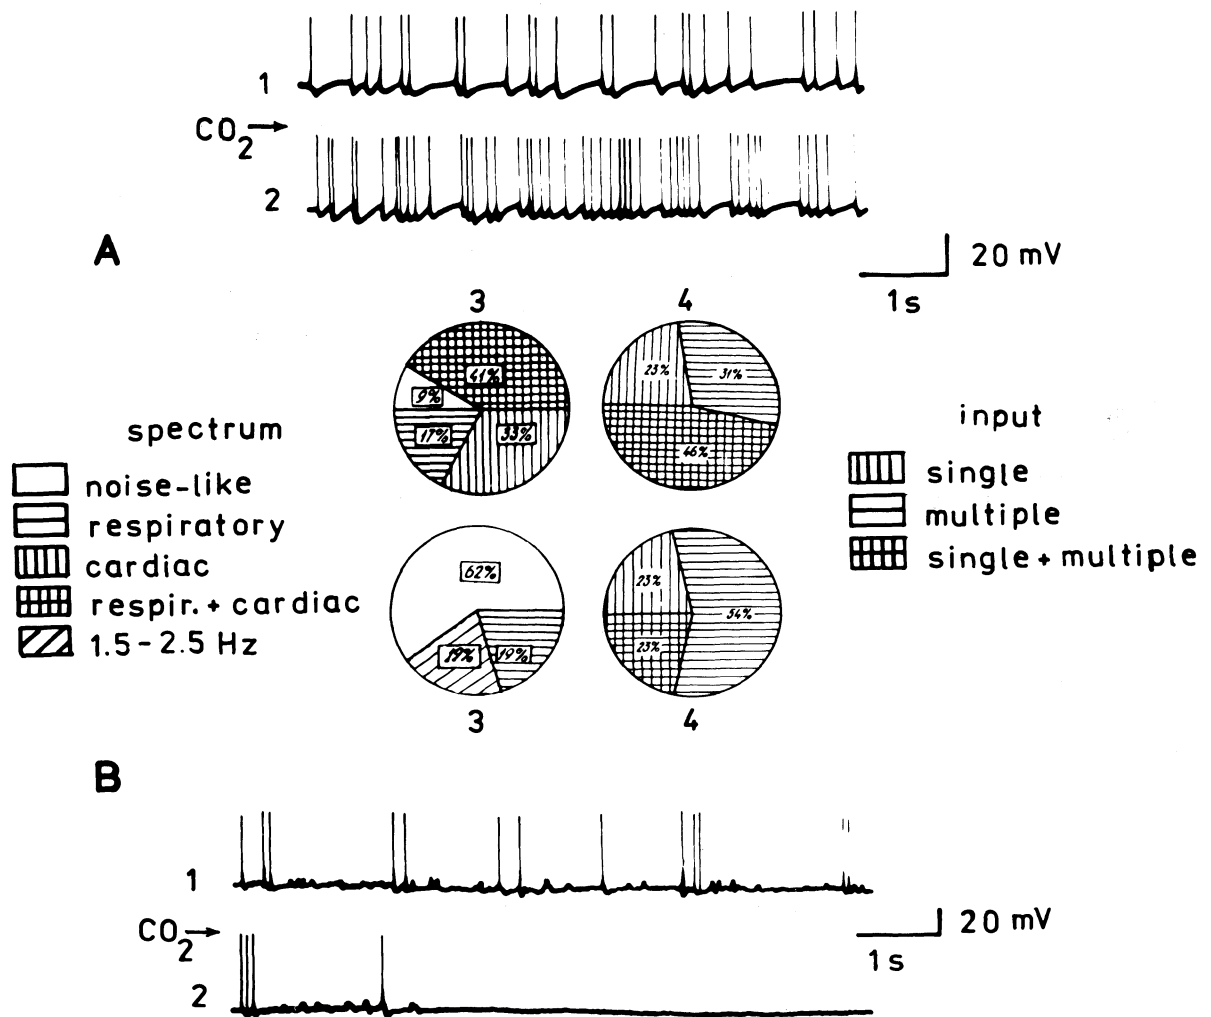 1
CO2
2
A
20 mV
1s
3
4
41%
9%
17%
33%
23%
31%
46%
spectrum
noise-like
respiratory
cardiac
respir. + cardiac
1.5-2.5 Hz
input
single
multiple
single + multiple
62%
19%
19%
23%
54%
23%
3
4
B
1
CO2
2
20 mV
1s